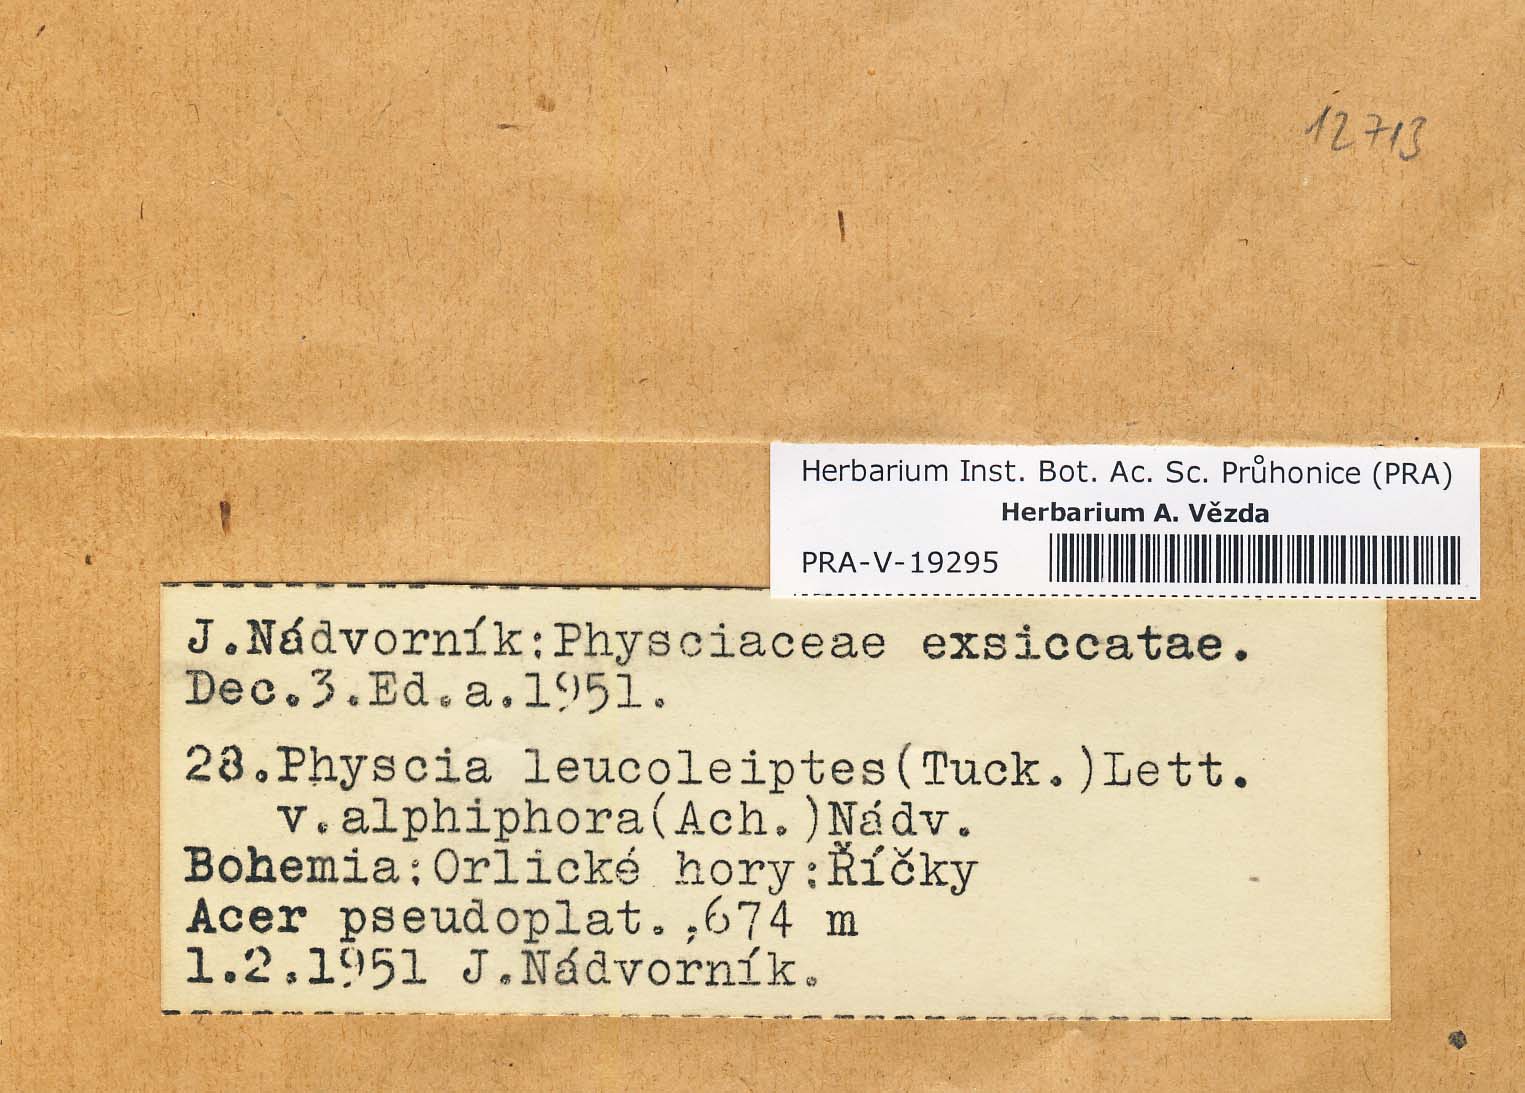 12713
Herbarium Inst. Bot. Ac. Sc. Průhonice (PRA)
Herbarium A. Vězda
PRA-V-19295
J.Nádvorník:Physciaceae exsiccatae.
Dec.3.Ed.a.1951.
28.Physcia leucoleiptes(Tuck.)Lett.
v.alphiphora(Ach.)Nádv.
Bohemia:Orlické hory:Říčky
Acer pseudoplat.,674 m
1.2.1951 J.Nádvorník.